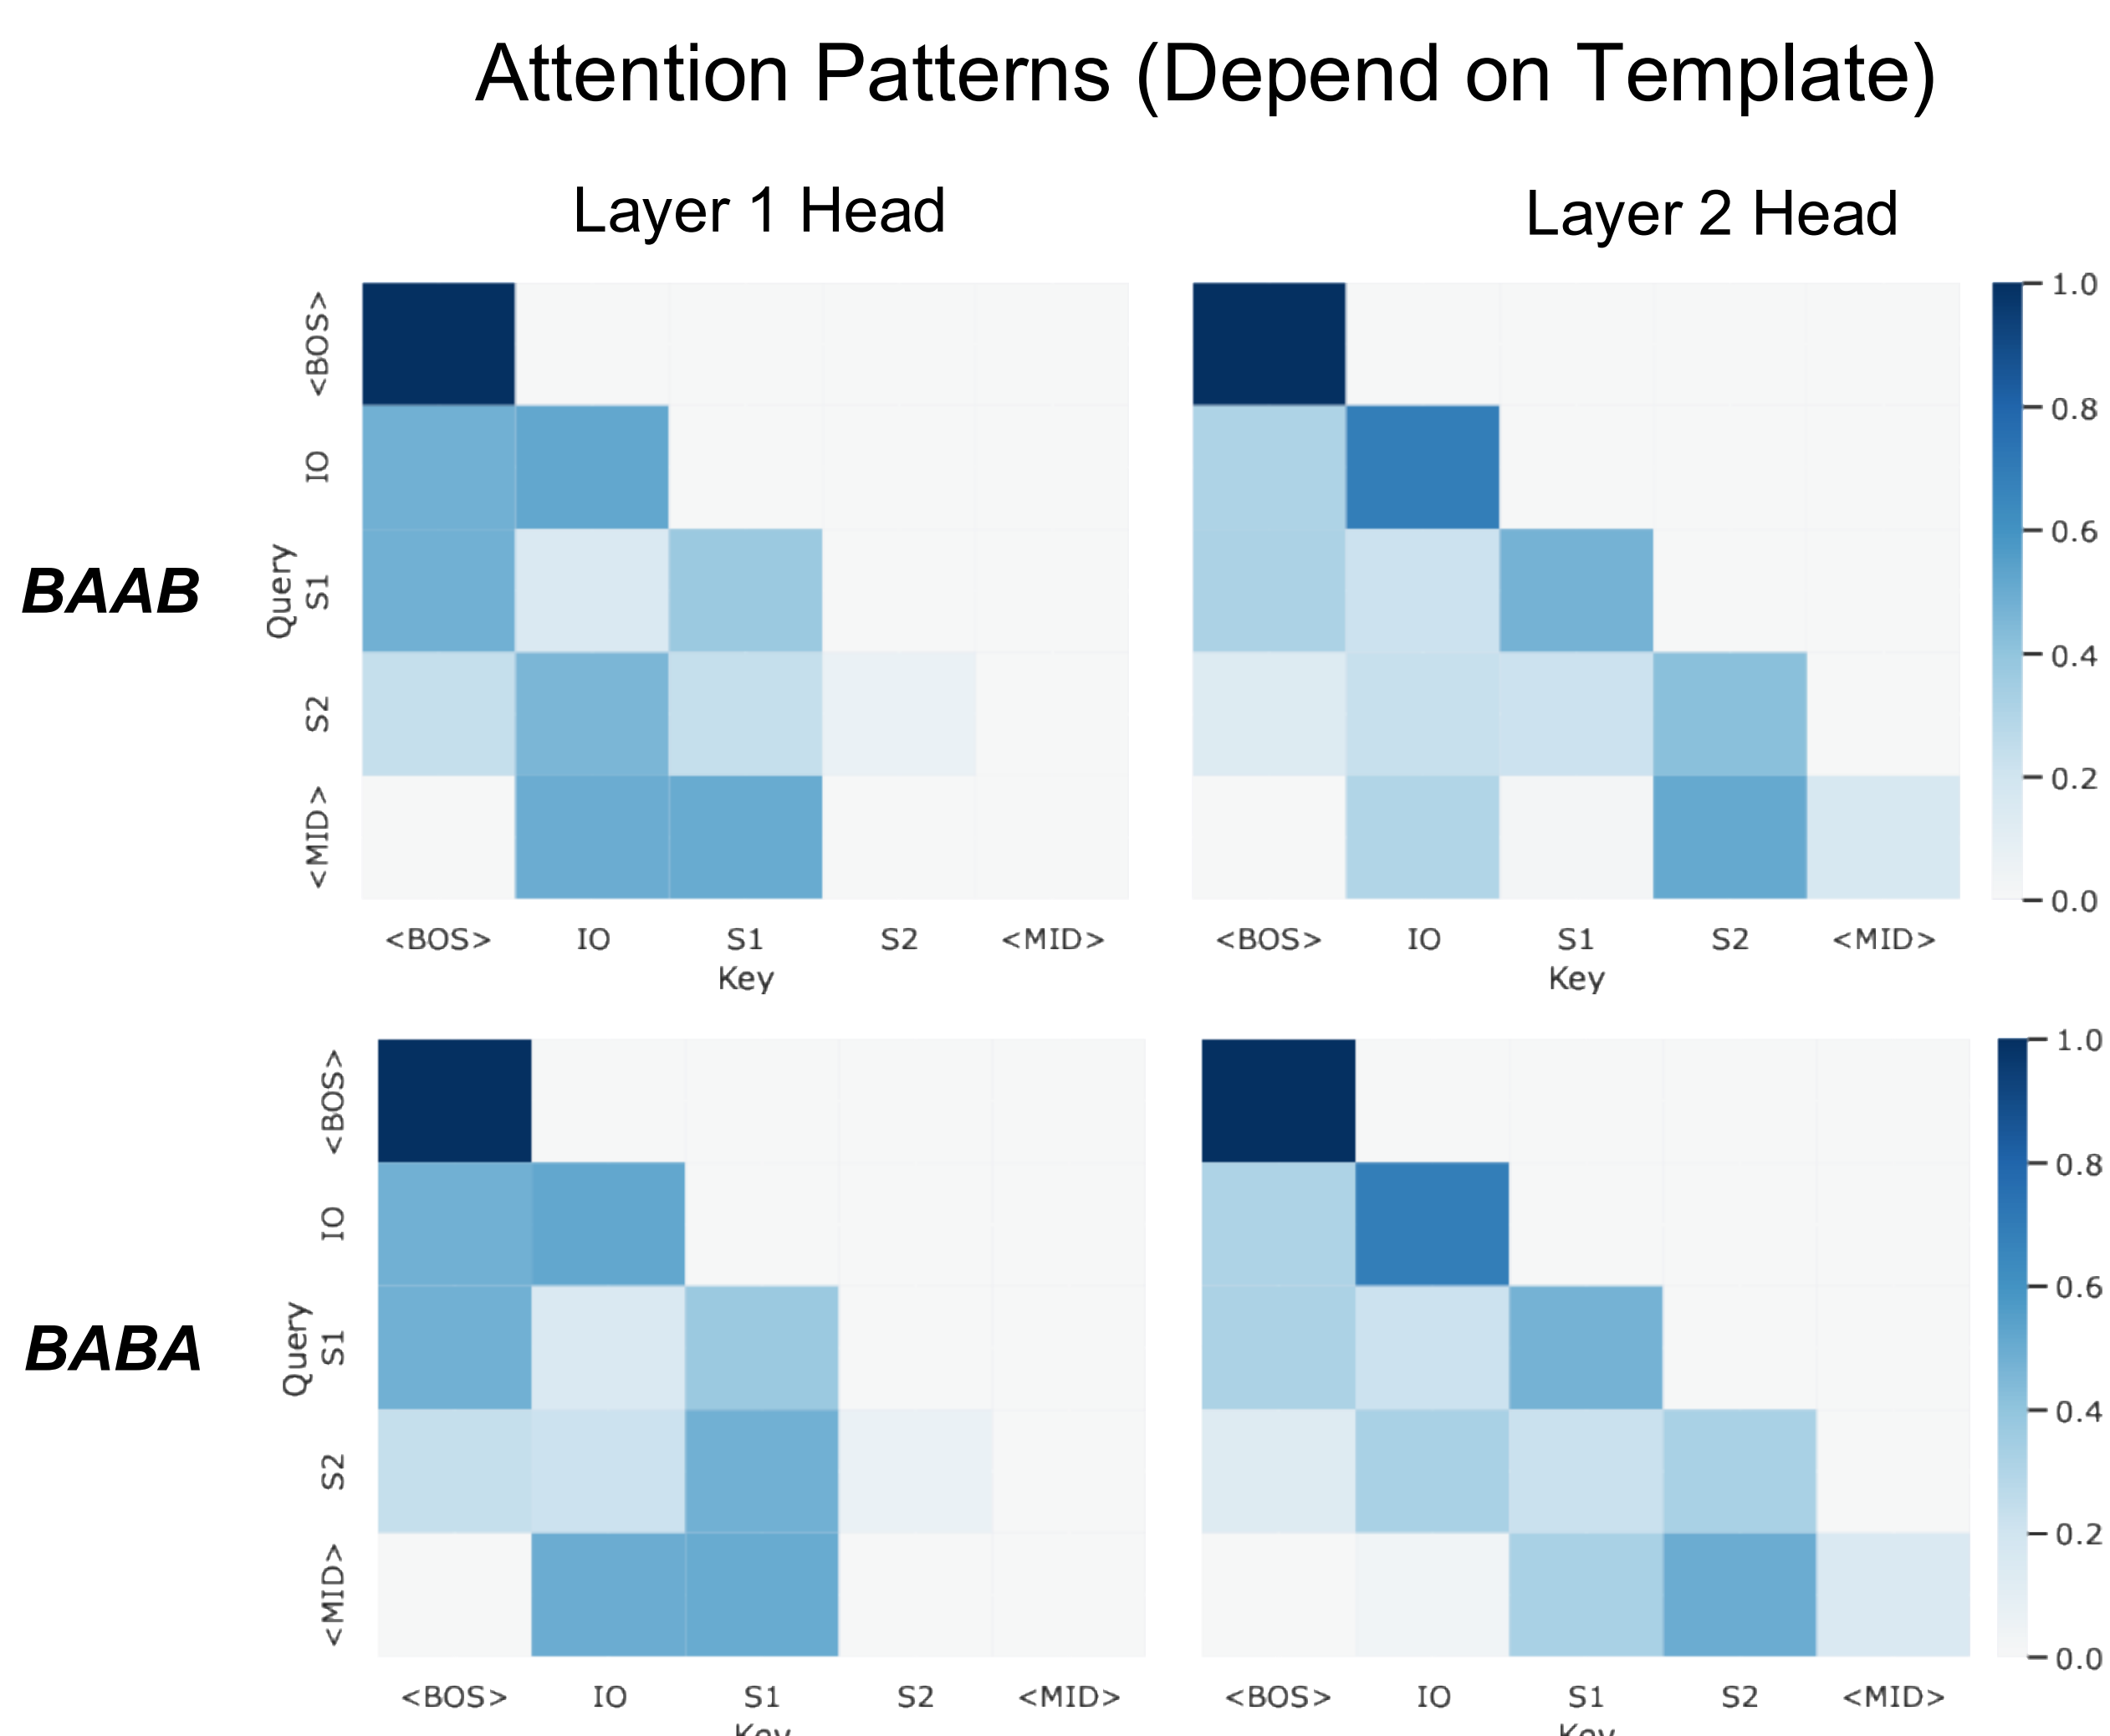 Attention Patterns (Depend on Template)
Layer 1 Head
Layer 2 Head
BAAB
Query
<BOS>
IO
S1
S2
<MID>
<BOS> IO S1 S2 <MID>
Key
<BOS> IO S1 S2 <MID>
Key
1.0
0.8
0.6
0.4
0.2
0.0
BABA
Query
<BOS>
IO
S1
S2
<MID>
<BOS> IO S1 S2 <MID>
Key
<BOS> IO S1 S2 <MID>
Key
1.0
0.8
0.6
0.4
0.2
0.0